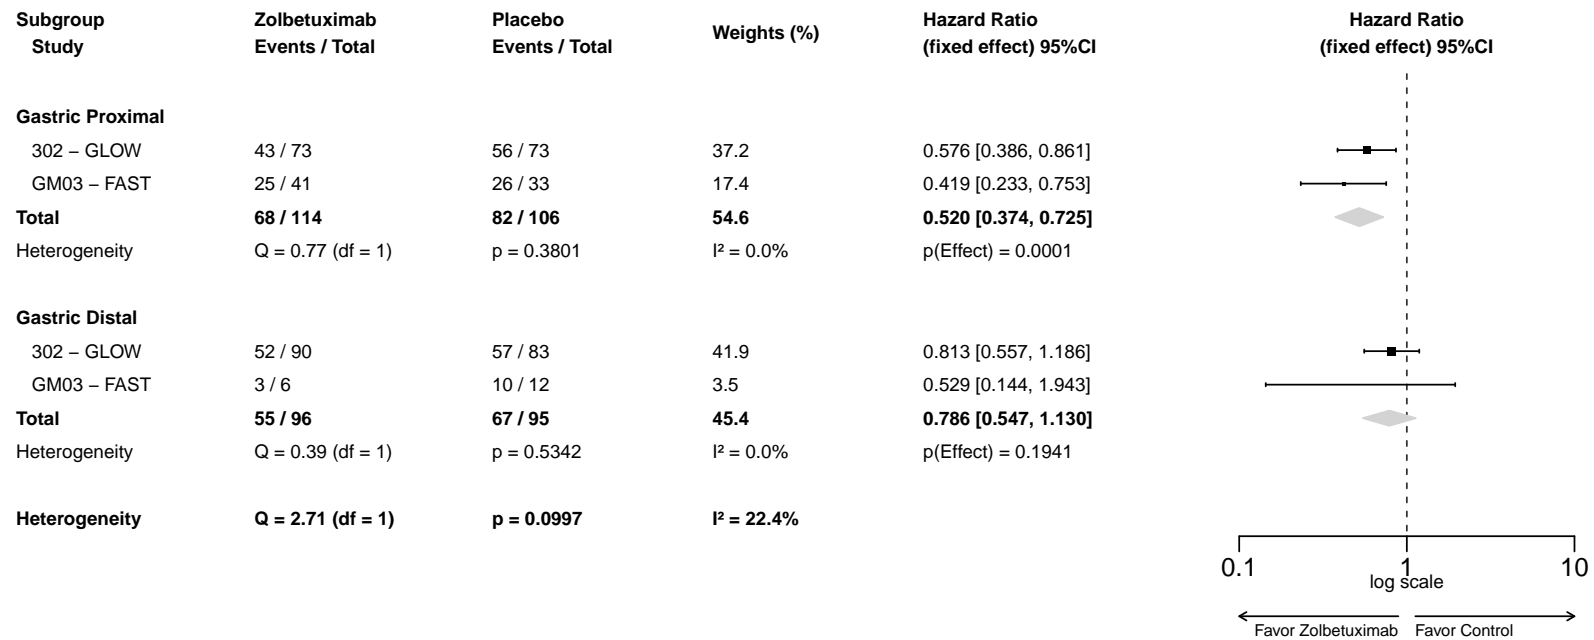 Subgroup Zolbetuximab Placebo Weights (%) Hazard Ratio Hazard Ratio
Study Events / Total Events / Total (fixed effect) 95%CI (fixed effect) 95%CI
Gastric Proximal
302 – GLOW 43 / 73 56 / 73 37.2 0.576 [0.386, 0.861]
GM03 – FAST 25 / 41 26 / 33 17.4 0.419 [0.233, 0.753]
Total 68 / 114 82 / 106 54.6 0.520 [0.374, 0.725]
Heterogeneity Q = 0.77 (df = 1) p = 0.3801 I² = 0.0% p(Effect) = 0.0001
Gastric Distal
302 – GLOW 52 / 90 57 / 83 41.9 0.813 [0.557, 1.186]
GM03 – FAST 3 / 6 10 / 12 3.5 0.529 [0.144, 1.943]
Total 55 / 96 67 / 95 45.4 0.786 [0.547, 1.130]
Heterogeneity Q = 0.39 (df = 1) p = 0.5342 I² = 0.0% p(Effect) = 0.1941
Heterogeneity Q = 2.71 (df = 1) p = 0.0997 I² = 22.4%
0.1 1 10
log scale
Favor Zolbetuximab Favor Control